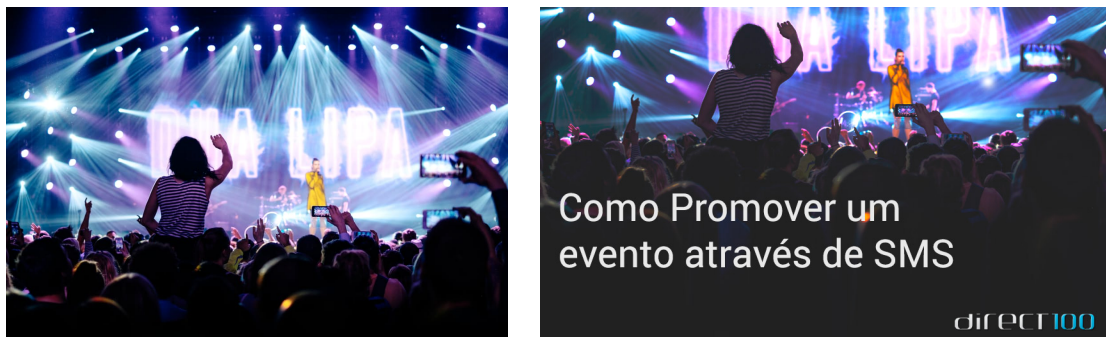 DUA LIPA
DUA LIPA
Como Promover um
evento através de SMS
direct100